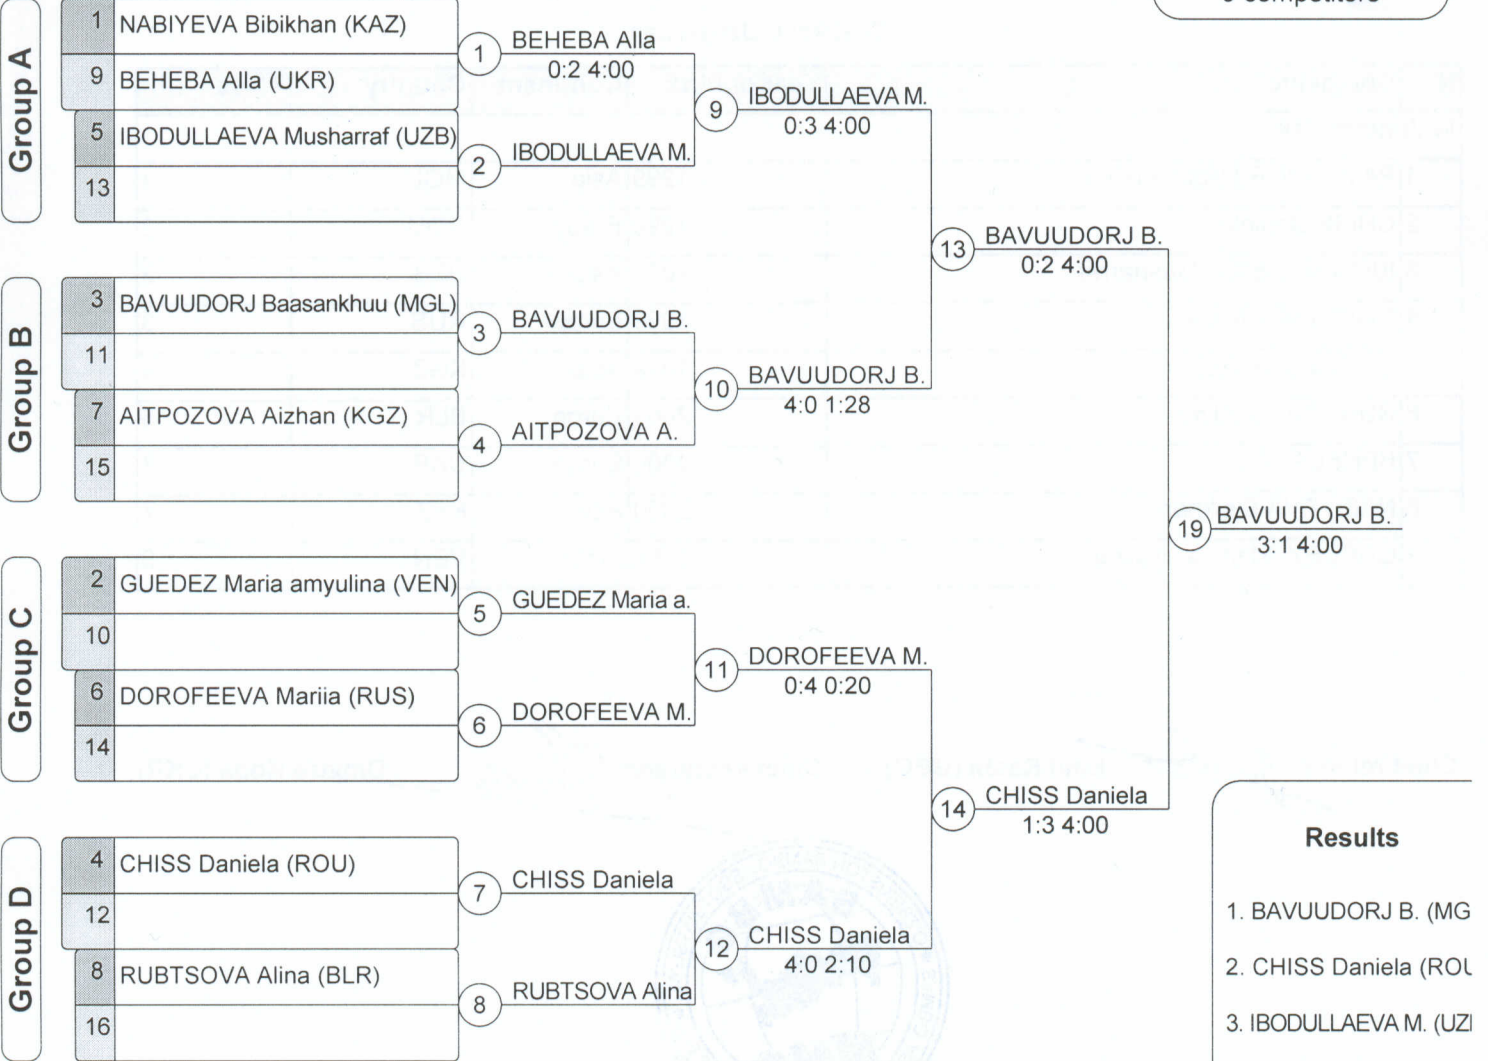 9 competitors
Group A
1 NABIYEVA Bibikhan (KAZ)
9 BEHEBA Alla (UKR)
5 IBODULLAEVA Musharraf (UZB)
13
1 BEHEBA Alla
0:2 4:00
2 IBODULLAEVA M.
9 IBODULLAEVA M.
0:3 4:00
Group B
3 BAVUUDORJ Baasankhuu (MGL)
11
7 AITPOZOVA Aizhan (KGZ)
15
3 BAVUUDORJ B.
4 AITPOZOVA A.
10 BAVUUDORJ B.
4:0 1:28
13 BAVUUDORJ B.
0:2 4:00
Group C
2 GUEDEZ Maria amyulina (VEN)
10
6 DOROFEEVA Mariia (RUS)
14
5 GUEDEZ Maria a.
6 DOROFEEVA M.
11 DOROFEEVA M.
0:4 0:20
Group D
4 CHISS Daniela (ROU)
12
8 RUBTSOVA Alina (BLR)
16
7 CHISS Daniela
8 RUBTSOVA Alina
12 CHISS Daniela
4:0 2:10
14 CHISS Daniela
1:3 4:00
19 BAVUUDORJ B.
3:1 4:00
Results
1. BAVUUDORJ B. (MG
2. CHISS Daniela (ROU
3. IBODULLAEVA M. (UZ